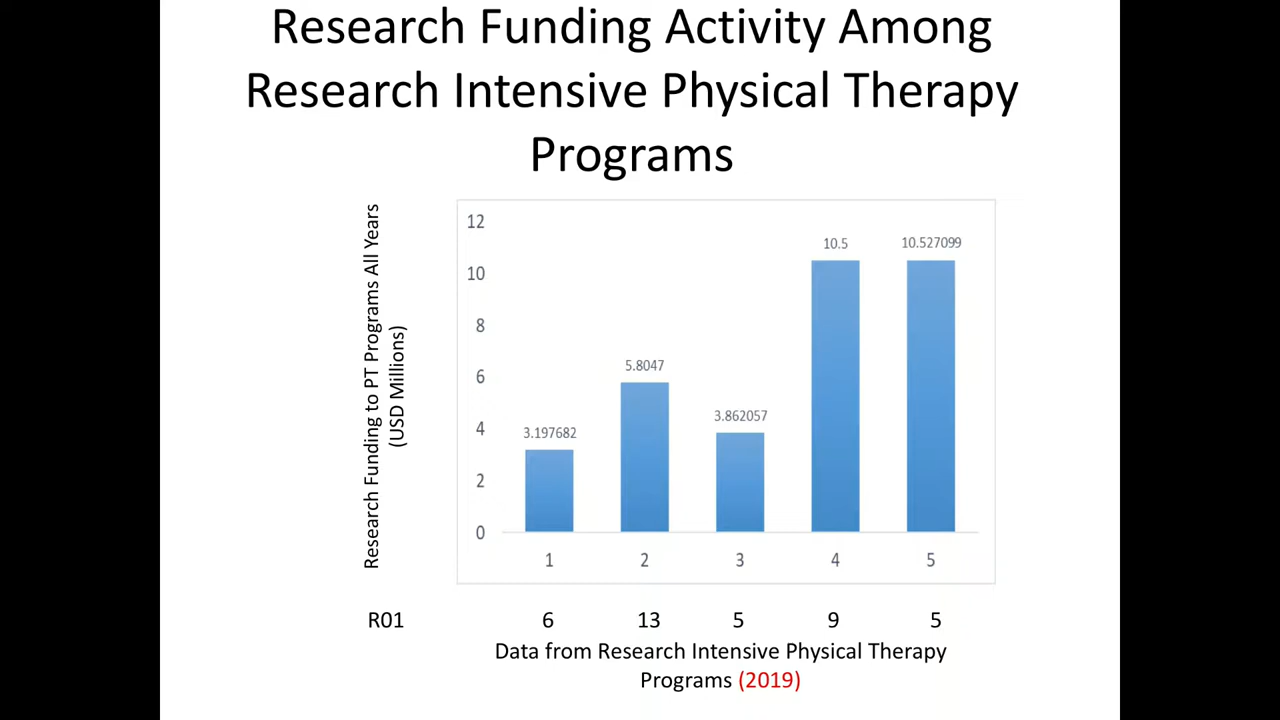 Research Funding Activity Among
Research Intensive Physical Therapy
Programs
Research Funding to PT Programs All Years
(USD Millions)
12
10
8
6
4
2
0
3.197682
5.8047
3.862057
10.5
10.527099
1 2 3 4 5
R01 6 13 5 9 5
Data from Research Intensive Physical Therapy
Programs (2019)